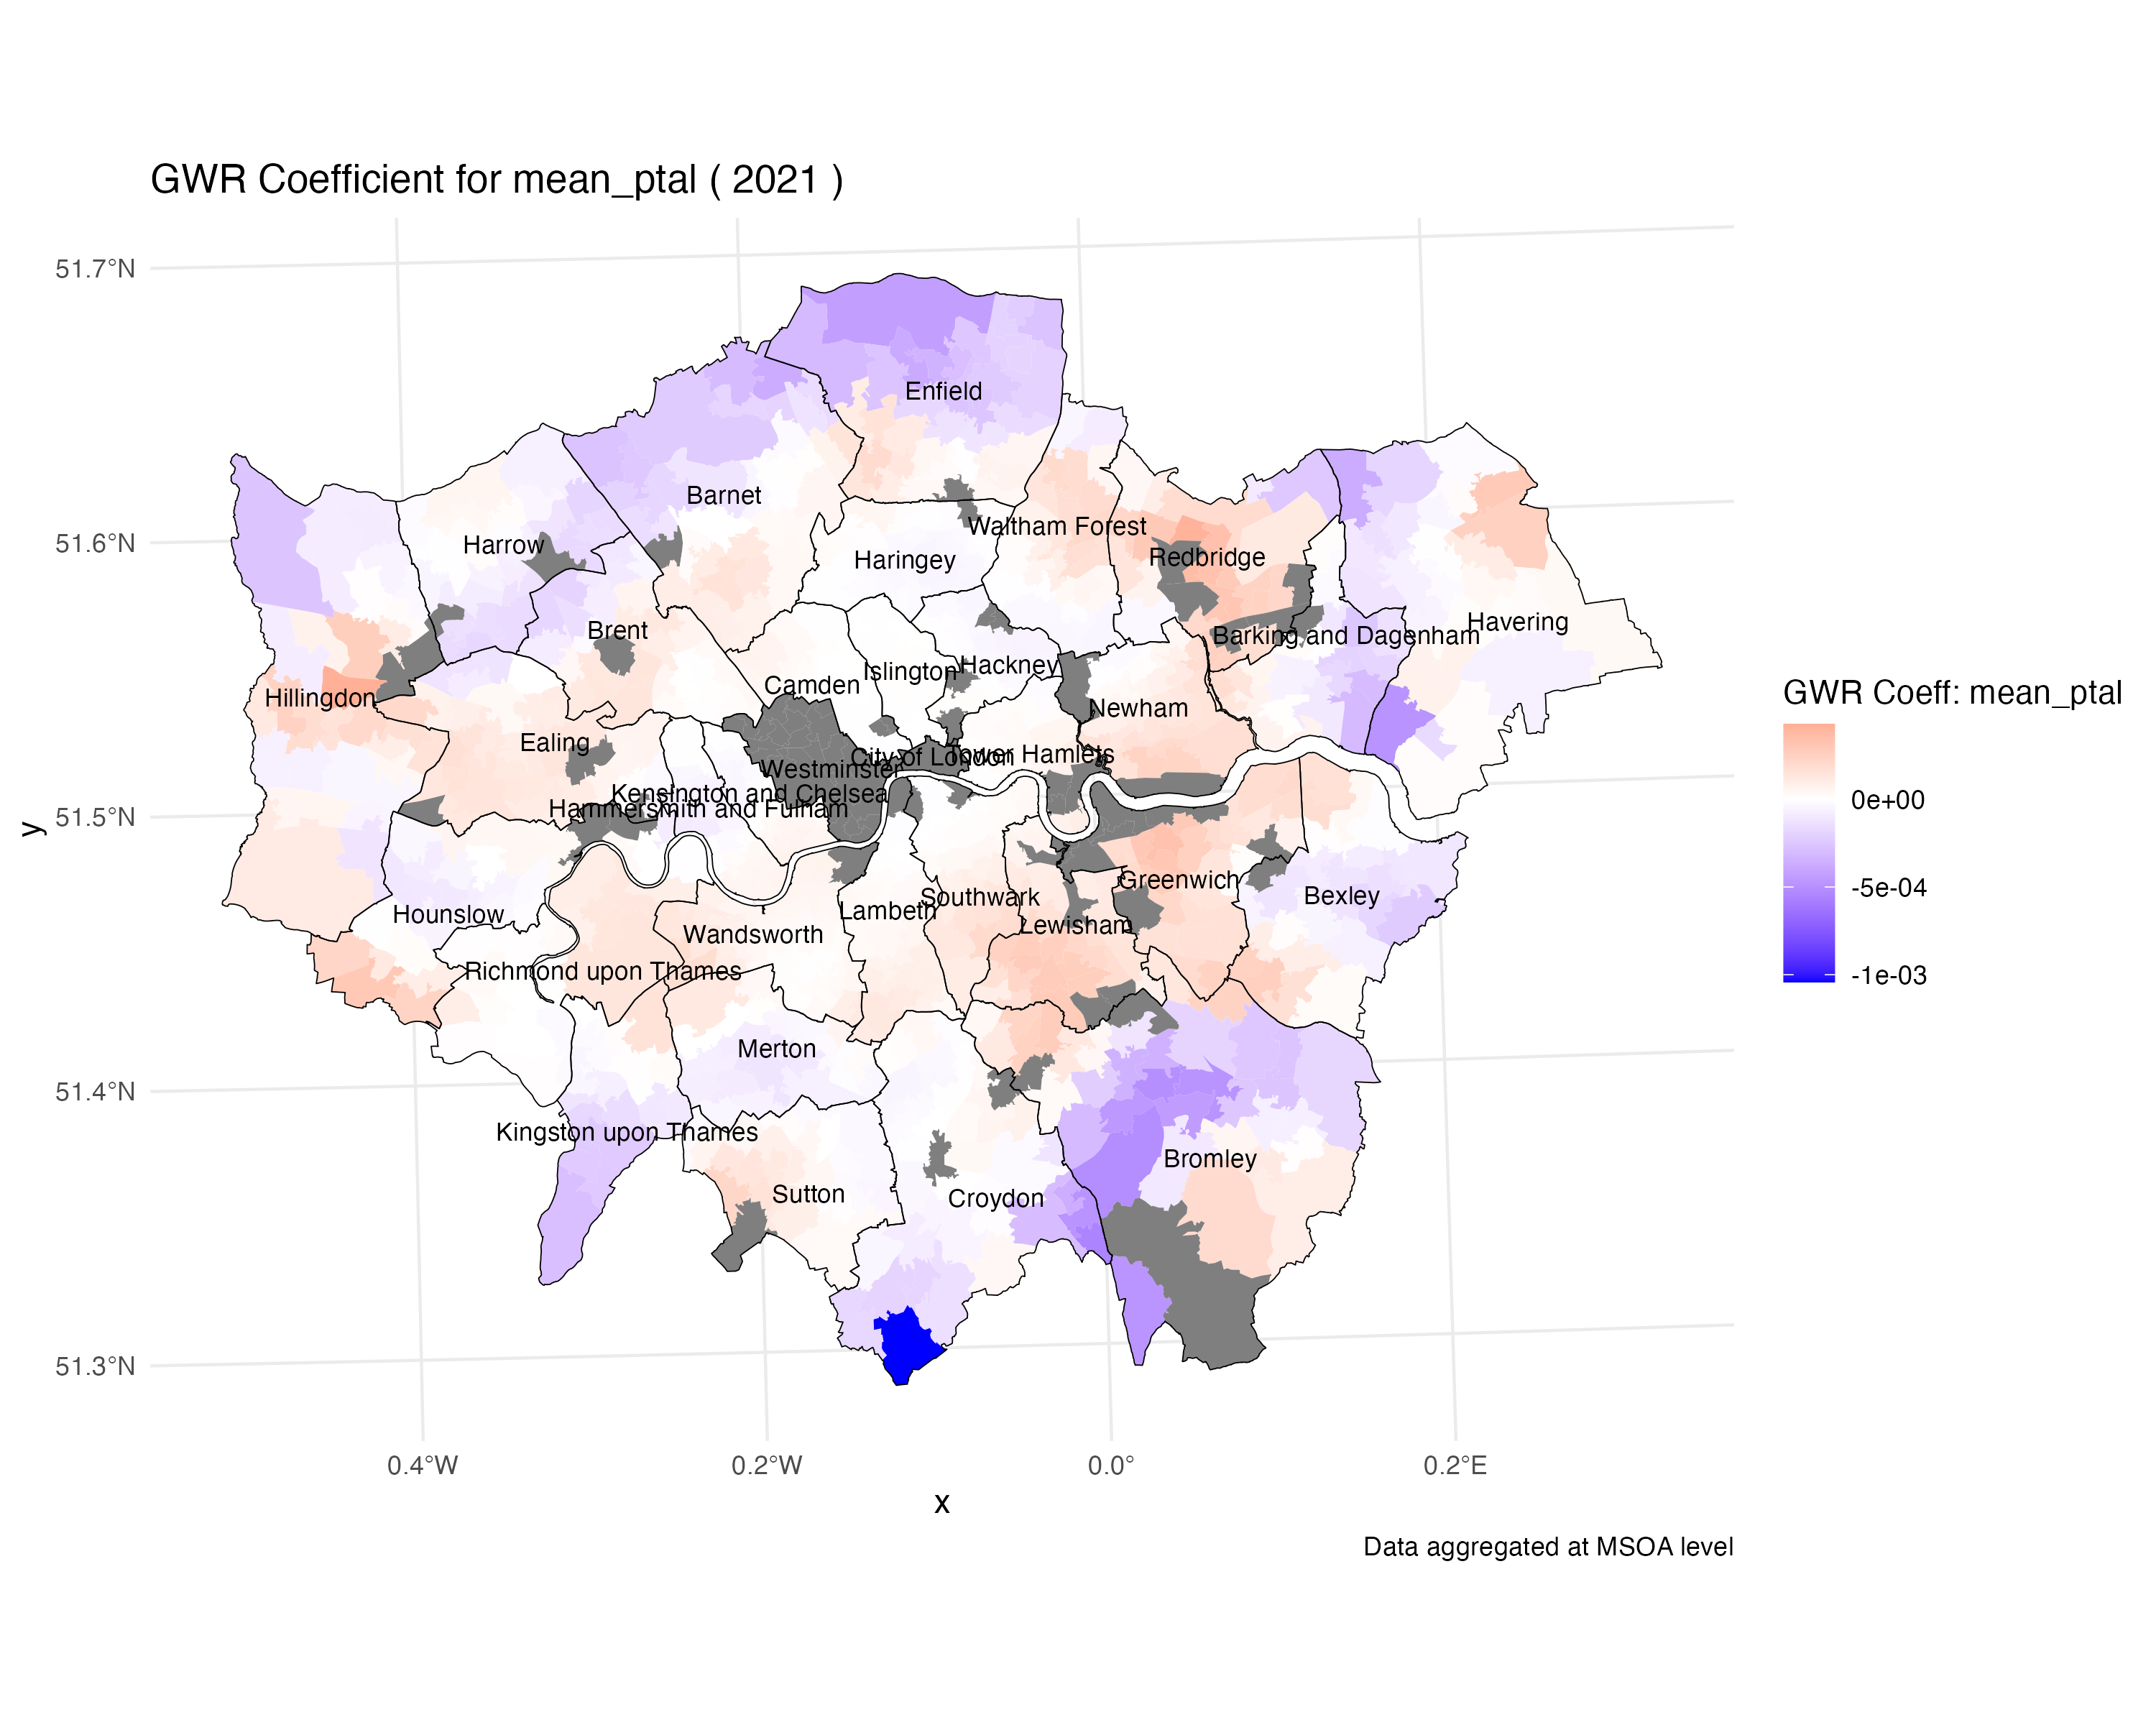 GWR Coefficient for mean_ptal ( 2021 )
51.7°N
51.6°N
51.5°N
51.4°N
51.3°N
y
Enfield
Barnet
Harrow
Waltham Forest
Haringey
Redbridge
Havering
Brent
Barking and Dagenham
Islington
Hackney
Camden
Hillingdon
Newham
Ealing
City of London
Tower Hamlets
Westminster
Kensington and Chelsea
Hammersmith and Fulham
Greenwich
Bexley
Southwark
Lambeth
Hounslow
Lewisham
Wandsworth
Richmond upon Thames
Merton
Kingston upon Thames
Bromley
Sutton
Croydon
0.4°W
0.2°W
0.0°
0.2°E
x
GWR Coeff: mean_ptal
0e+00
-5e-04
-1e-03
Data aggregated at MSOA level